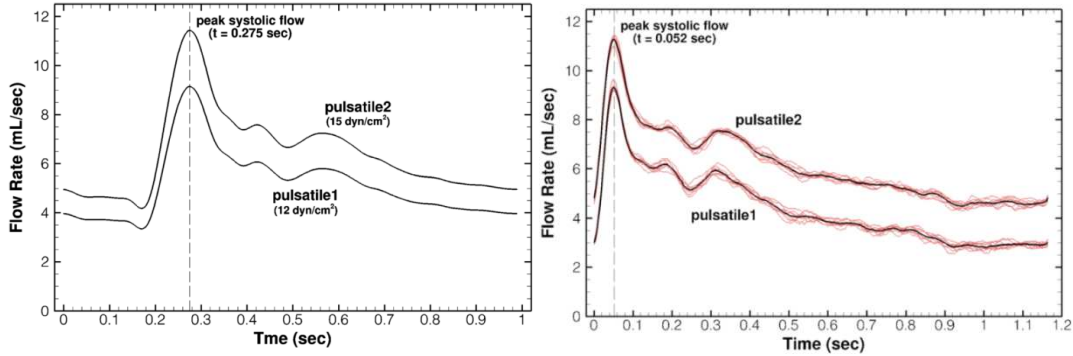 12
10
8
6
4
2
0
Flow Rate (mL/sec)
peak systolic flow
(t = 0.275 sec)
pulsatile2
(15 dyn/cm²)
pulsatile1
(12 dyn/cm²)
0 0.1 0.2 0.3 0.4 0.5 0.6 0.7 0.8 0.9 1
Tme (sec)
12
10
8
6
4
2
0
Flow Rate (mL/sec)
peak systolic flow
(t = 0.052 sec)
pulsatile2
pulsatile1
0 0.1 0.2 0.3 0.4 0.5 0.6 0.7 0.8 0.9 1 1.1 1.2
Time (sec)